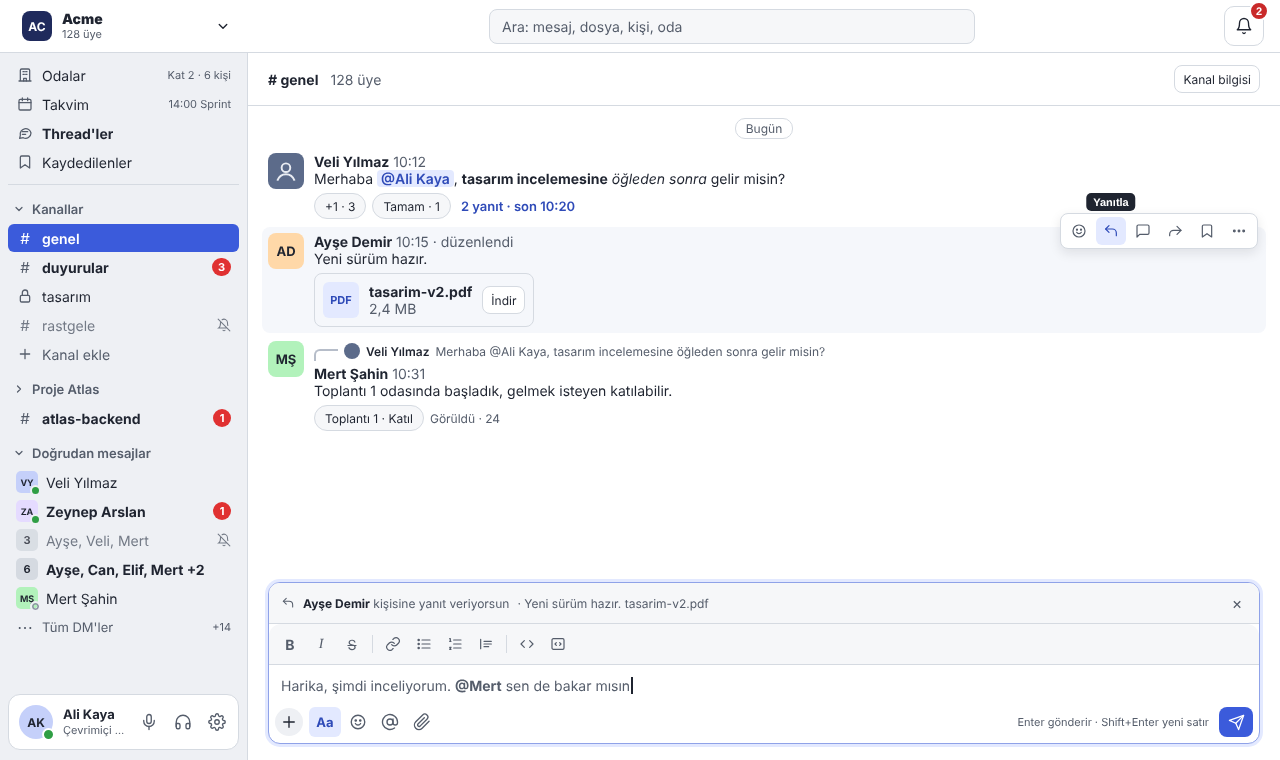 AC Acme
128 üye
Ara: mesaj, dosya, kişi, oda
2
Odalar Kat 2 · 6 kişi
Takvim 14:00 Sprint
Thread'ler
Kaydedilenler
Kanallar
# genel
# duyurular 3
tasarım
# rastgele
Kanal ekle
Proje Atlas
# atlas-backend 1
Doğrudan mesajlar
VY Veli Yılmaz
ZA Zeynep Arslan 1
3 Ayşe, Veli, Mert
6 Ayşe, Can, Elif, Mert +2
MŞ Mert Şahin
Tüm DM'ler +14
AK Ali Kaya
Çevrimiçi ...
# genel 128 üye
Kanal bilgisi
Bugün
Veli Yılmaz 10:12
Merhaba @Ali Kaya, tasarım incelemesine öğleden sonra gelir misin?
+1 · 3 Tamam · 1 2 yanıt · son 10:20
Yanıtla
AD Ayşe Demir 10:15 · düzenlendi
Yeni sürüm hazır.
PDF tasarim-v2.pdf
2,4 MB
İndir
Veli Yılmaz Merhaba @Ali Kaya, tasarım incelemesine öğleden sonra gelir misin?
MŞ Mert Şahin 10:31
Toplantı 1 odasında başladık, gelmek isteyen katılabilir.
Toplantı 1 · Katıl Görüldü · 24
Ayşe Demir kişisine yanıt veriyorsun · Yeni sürüm hazır. tasarim-v2.pdf
B I S
Harika, şimdi inceliyorum. @Mert sen de bakar mısın
Aa
Enter gönderir · Shift+Enter yeni satır